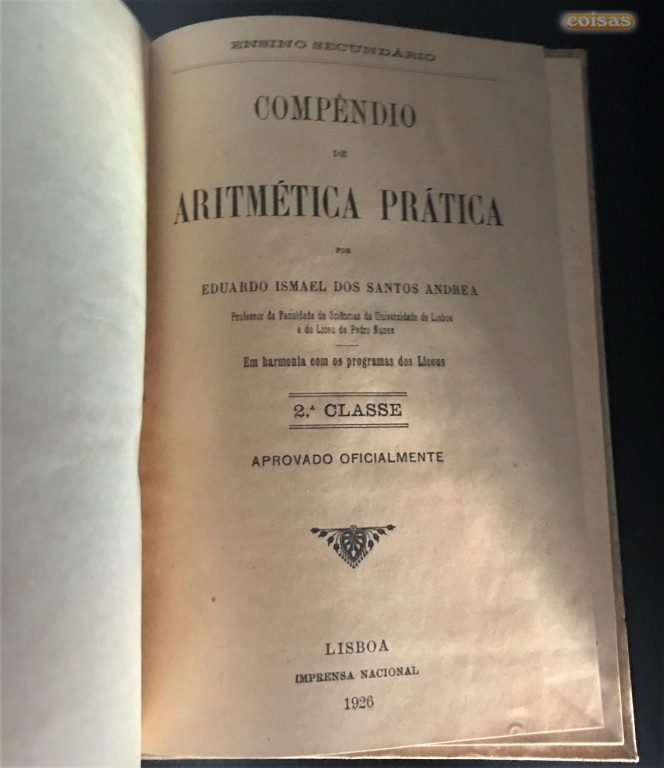 coisas
ENSINO SECUNDÁRIO
COMPÊNDIO
DE
ARITMÉTICA PRÁTICA
POR
EDUARDO ISMAEL DOS SANTOS ANDREA
Professor da Faculdade de Sciências da Universidade de Lisboa
e do Liceu de Pedro Nunes
Em harmonia com os programas dos Liceus
2.ª CLASSE
APROVADO OFICIALMENTE
LISBOA
IMPRENSA NACIONAL
1926